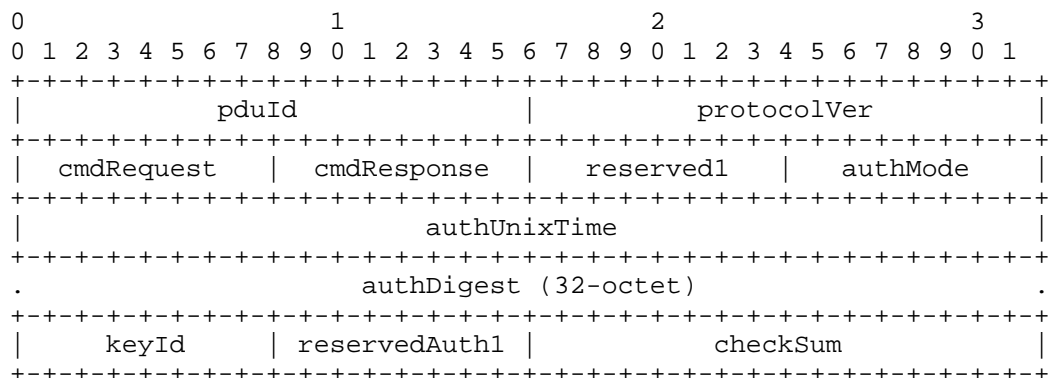 0                   1                   2                   3
0 1 2 3 4 5 6 7 8 9 0 1 2 3 4 5 6 7 8 9 0 1 2 3 4 5 6 7 8 9 0 1
+-+-+-+-+-+-+-+-+-+-+-+-+-+-+-+-+-+-+-+-+-+-+-+-+-+-+-+-+-+-+-+-+
|             pduId             |          protocolVer          |
+-+-+-+-+-+-+-+-+-+-+-+-+-+-+-+-+-+-+-+-+-+-+-+-+-+-+-+-+-+-+-+-+
|  cmdRequest   |  cmdResponse  |   reserved1   |   authMode    |
+-+-+-+-+-+-+-+-+-+-+-+-+-+-+-+-+-+-+-+-+-+-+-+-+-+-+-+-+-+-+-+-+
|                         authUnixTime                          |
+-+-+-+-+-+-+-+-+-+-+-+-+-+-+-+-+-+-+-+-+-+-+-+-+-+-+-+-+-+-+-+-+
.                     authDigest (32-octet)                     .
+-+-+-+-+-+-+-+-+-+-+-+-+-+-+-+-+-+-+-+-+-+-+-+-+-+-+-+-+-+-+-+-+
|     keyId     | reservedAuth1 |           checkSum            |
+-+-+-+-+-+-+-+-+-+-+-+-+-+-+-+-+-+-+-+-+-+-+-+-+-+-+-+-+-+-+-+-+